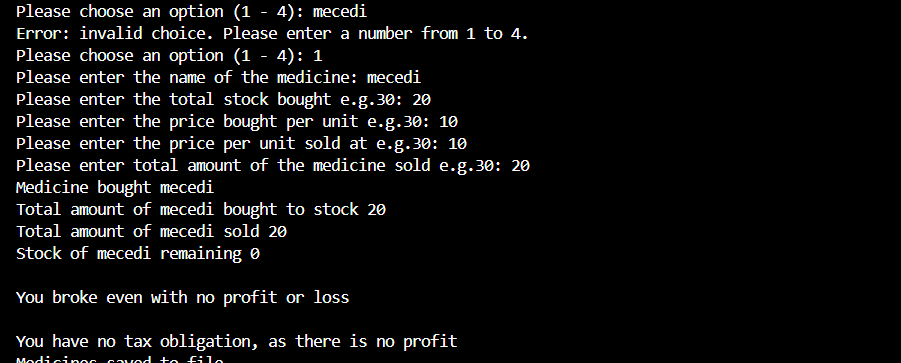 Please choose an option (1 - 4): mecedi
Error: invalid choice. Please enter a number from 1 to 4.
Please choose an option (1 - 4): 1
Please enter the name of the medicine: mecedi
Please enter the total stock bought e.g.30: 20
Please enter the price bought per unit e.g.30: 10
Please enter the price per unit sold at e.g.30: 10
Please enter total amount of the medicine sold e.g.30: 20
Medicine bought mecedi
Total amount of mecedi bought to stock 20
Total amount of mecedi sold 20
Stock of mecedi remaining 0
You broke even with no profit or loss
You have no tax obligation, as there is no profit
Medicines saved to file